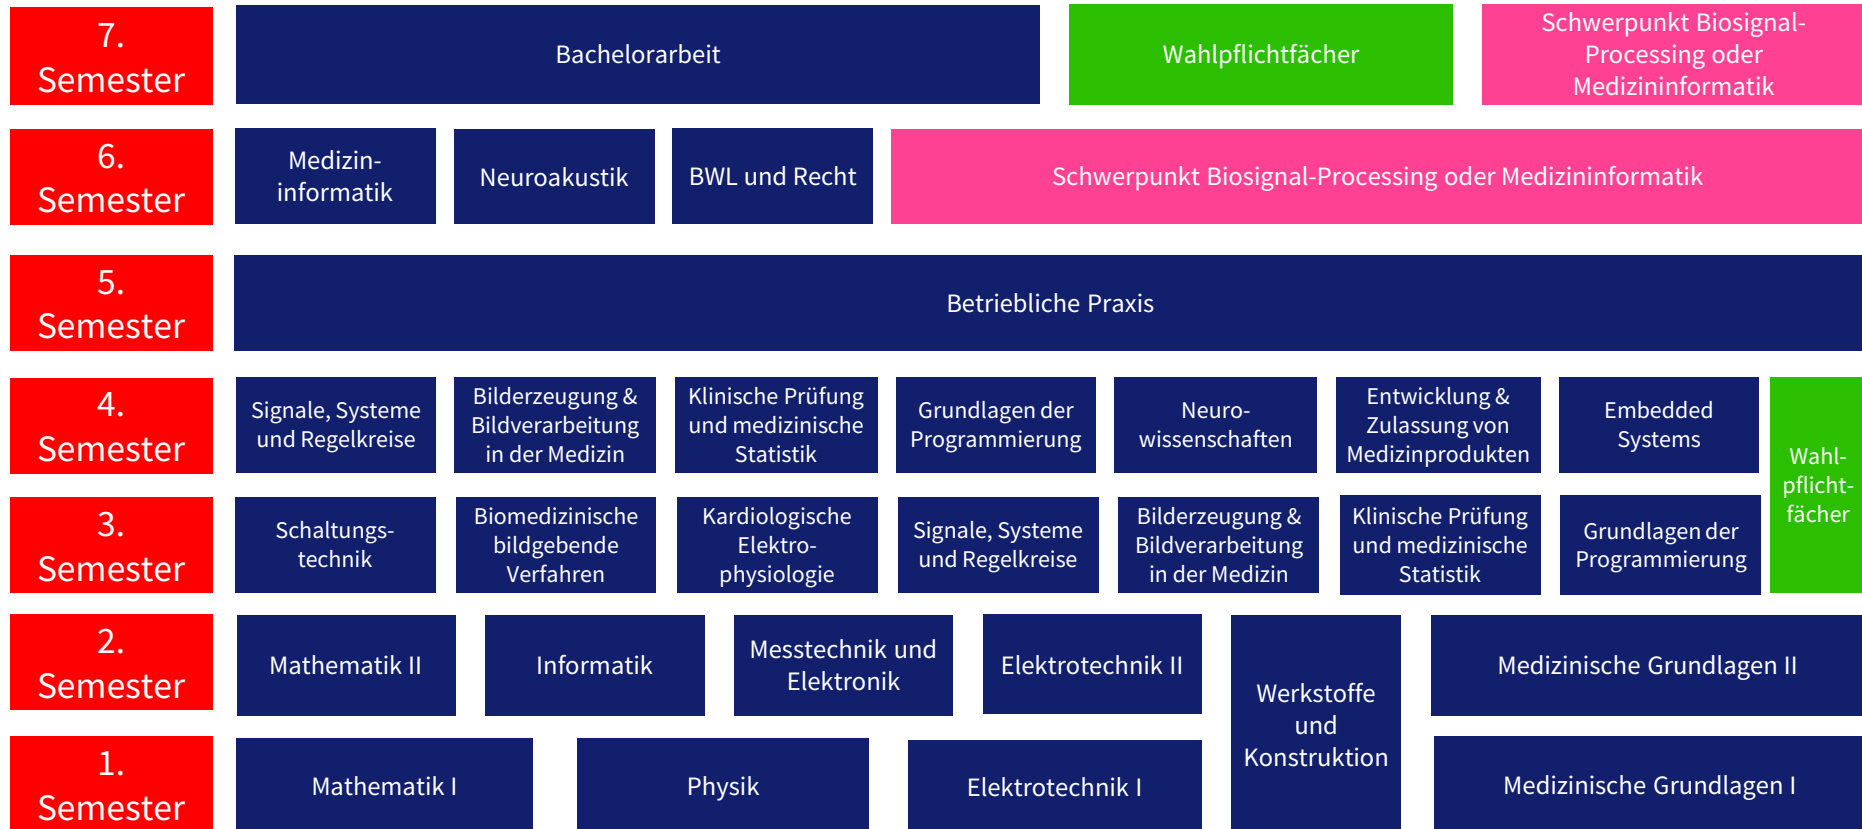 7.
Semester
Bachelorarbeit
Wahlpflichtfächer
Schwerpunkt Biosignal-
Processing oder
Medizininformatik
6.
Semester
Medizin-
informatik
Neuroakustik
BWL und Recht
Schwerpunkt Biosignal-Processing oder Medizininformatik
5.
Semester
Betriebliche Praxis
4.
Semester
Signale, Systeme
und Regelkreise
Bilderzeugung &
Bildverarbeitung
in der Medizin
Klinische Prüfung
und medizinische
Statistik
Grundlagen der
Programmierung
Neuro-
wissenschaften
Entwicklung &
Zulassung von
Medizinprodukten
Embedded
Systems
Wahl-
pflicht-
fächer
3.
Semester
Schaltungs-
technik
Biomedizinische
bildgebende
Verfahren
Kardiologische
Elektro-
physiologie
Signale, Systeme
und Regelkreise
Bilderzeugung &
Bildverarbeitung
in der Medizin
Klinische Prüfung
und medizinische
Statistik
Grundlagen der
Programmierung
2.
Semester
Mathematik II
Informatik
Messtechnik und
Elektronik
Elektrotechnik II
Werkstoffe
und
Konstruktion
Medizinische Grundlagen II
1.
Semester
Mathematik I
Physik
Elektrotechnik I
Medizinische Grundlagen I